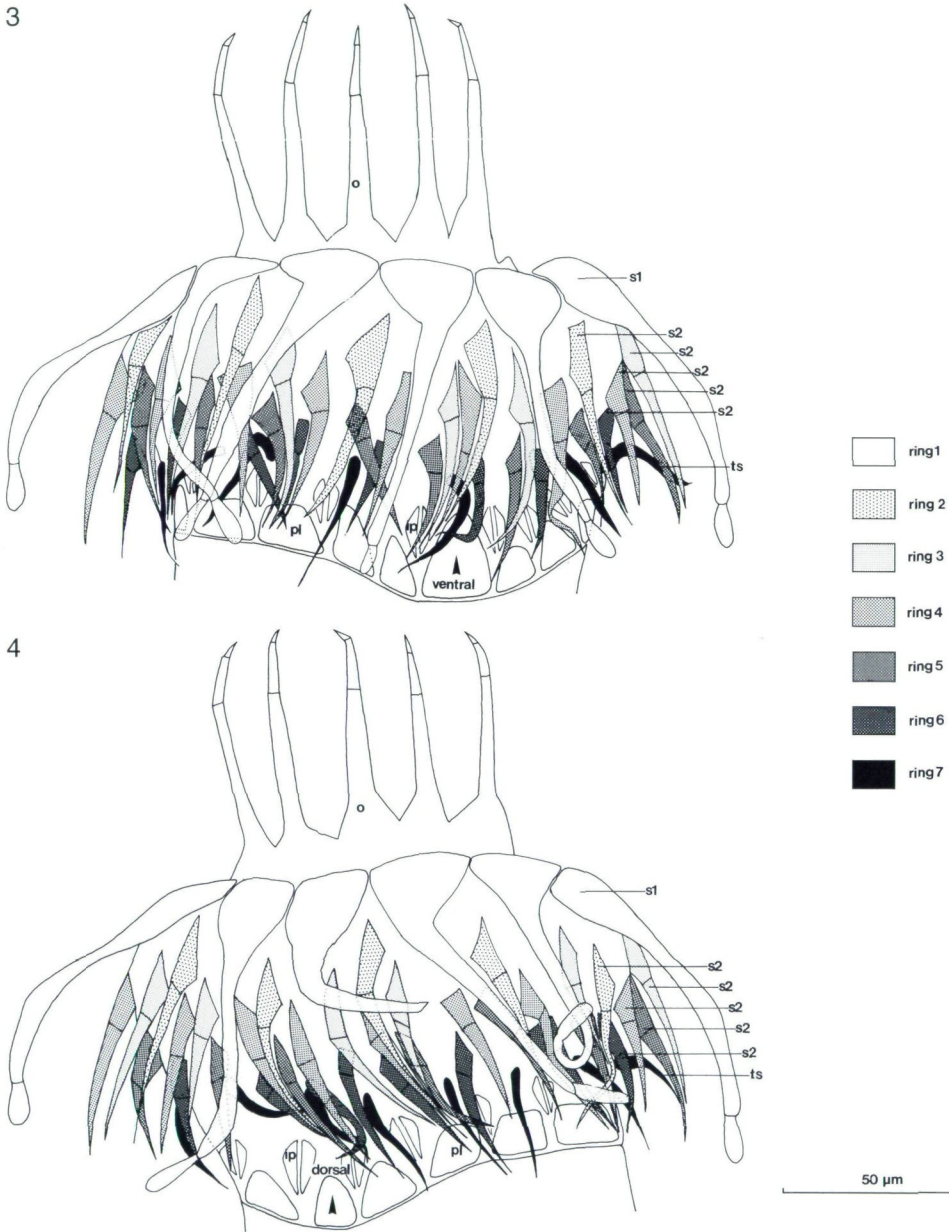 3
o
s1
s2
s2
s2
s2
s2
ts
pl
ip
ventral
ring 1
ring 2
ring 3
ring 4
ring 5
ring 6
ring 7
4
o
s1
s2
s2
s2
s2
s2
ts
ip
dorsal
pl
50 µm